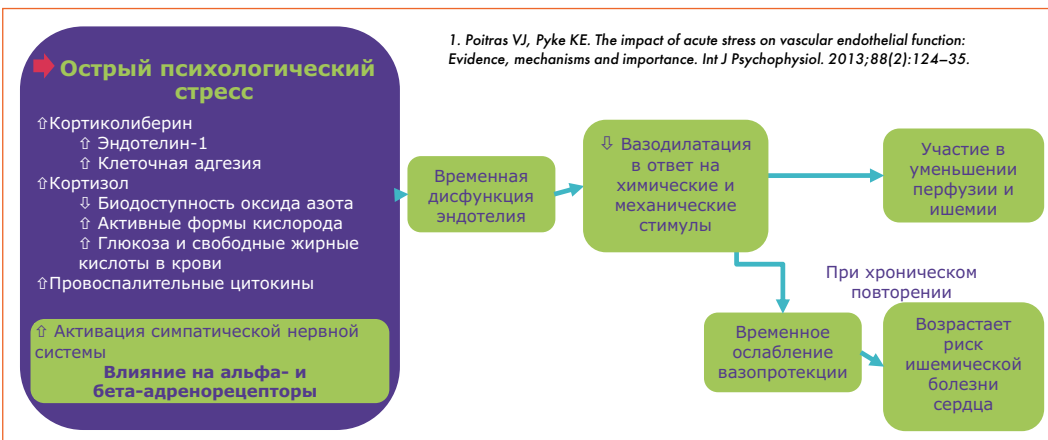 1. Poitras VJ, Pyke KE. The impact of acute stress on vascular endothelial function:
Evidence, mechanisms and importance. Int J Psychophysiol. 2013;88(2):124–35.
Острый психологический
стресс
⇧Кортиколиберин
⇧ Эндотелин-1
⇧ Клеточная адгезия
⇧Кортизол
⇩ Биодоступность оксида азота
⇧ Активные формы кислорода
⇧ Глюкоза и свободные жирные
кислоты в крови
⇧Провоспалительные цитокины
⇧ Активация симпатической нервной
системы
Влияние на альфа- и
бета-адренорецепторы
Временная
дисфункция
эндотелия
⇩ Вазодилатация
в ответ на
химические и
механические
стимулы
Участие в
уменьшении
перфузии и
ишемии
Временное
ослабление
вазопротекции
При хроническом
повторении
Возрастает
риск
ишемической
болезни
сердца